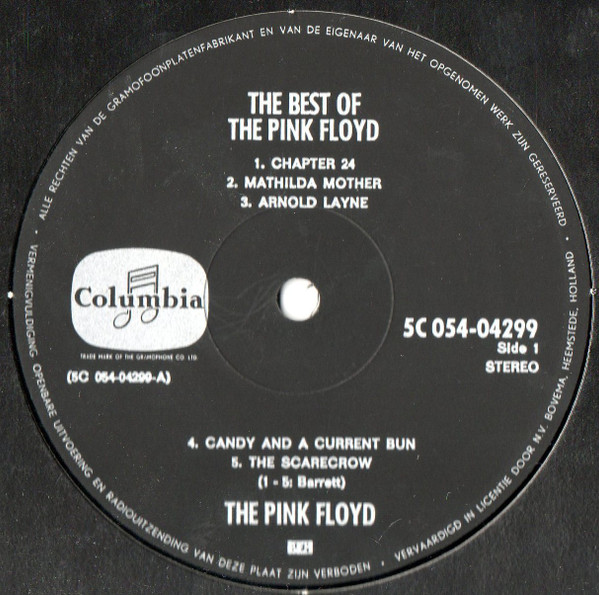 THE BEST OF
THE PINK FLOYD
1. CHAPTER 24
2. MATHILDA MOTHER
3. ARNOLD LAYNE
Columbia
TRADE MARK OF THE GRAMOPHONE CO. LTD.
(5C 054-04299-A)
5C 054-04299
Side 1
STEREO
4. CANDY AND A CURRENT BUN
5. THE SCARECROW
(1 - 5: Barrett)
THE PINK FLOYD
ALLE RECHTEN VAN DE GRAMOFOONPLATENFABRIKANT EN VAN DE EIGENAAR VAN HET OPGENOMEN WERK ZIJN GERESERVEERD
· VERVAARDIGD IN LICENTIE DOOR N.V. BOVEMA, HEEMSTEDE, HOLLAND ·
VERMENIGVULDIGING OPENBARE UITVOERING EN RADIOUITZENDING VAN DEZE PLAAT ZIJN VERBODEN